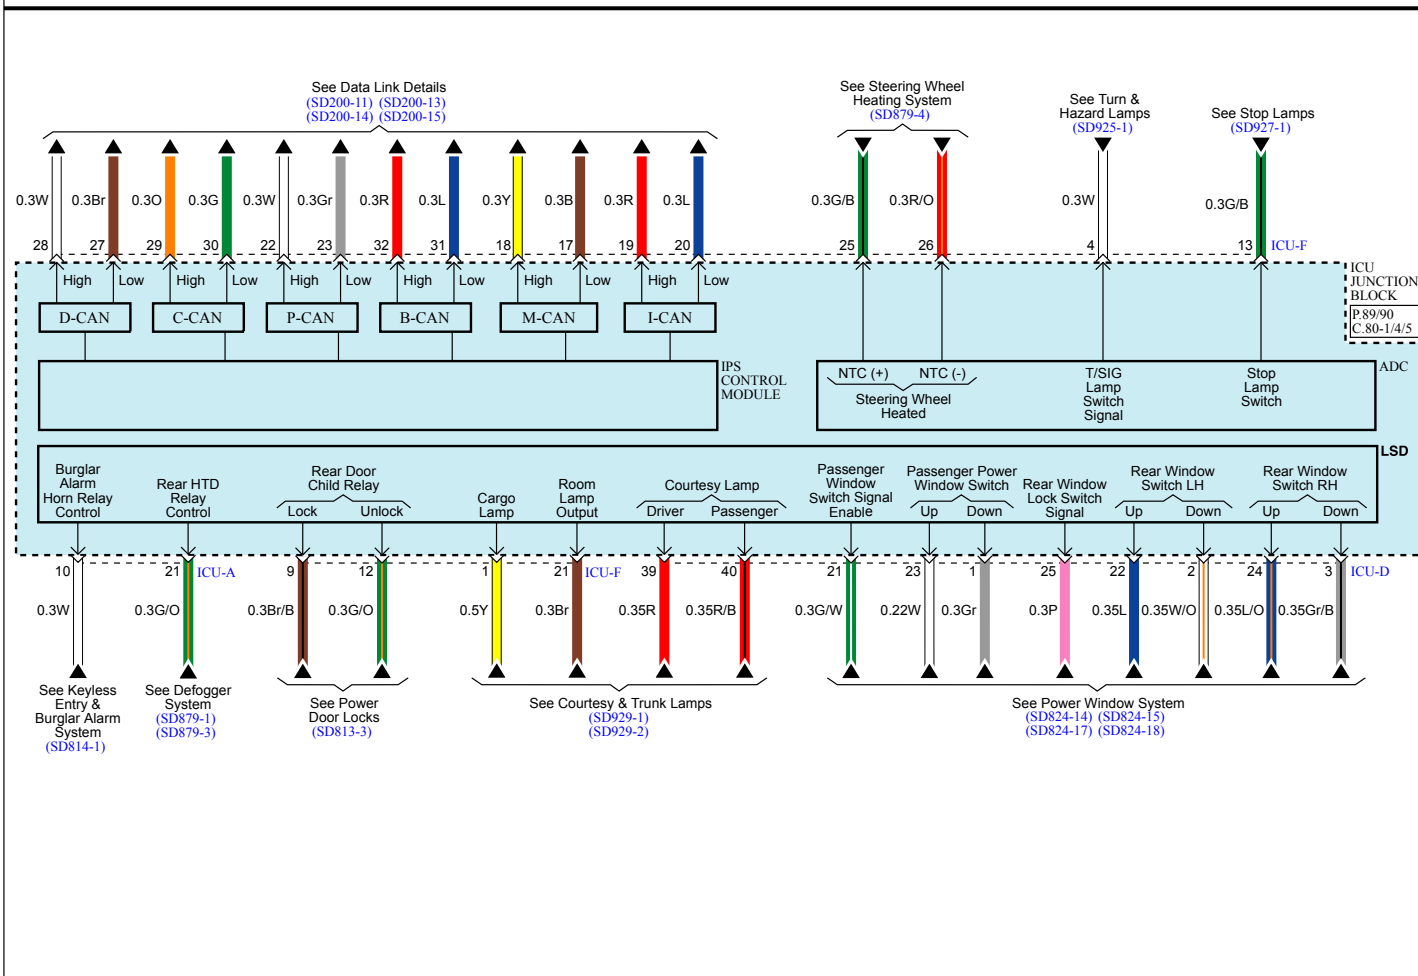 See Data Link Details
(SD200-11) (SD200-13)
(SD200-14) (SD200-15)
See Steering Wheel
Heating System
(SD879-4)
See Turn &
Hazard Lamps
(SD925-1)
See Stop Lamps
(SD927-1)
0.3W 0.3Br 0.3O 0.3G 0.3W 0.3Gr 0.3R 0.3L 0.3Y 0.3B 0.3R 0.3L 0.3G/B 0.3R/O 0.3W 0.3G/B
28 27 29 30 22 23 32 31 18 17 19 20 25 26 4 13 ICU-F
High Low High Low High Low High Low High Low High Low
D-CAN C-CAN P-CAN B-CAN M-CAN I-CAN
ICU
JUNCTION
BLOCK
P.89/90
C.80-1/4/5
IPS
CONTROL
MODULE
NTC (+) NTC (-)
Steering Wheel
Heated
T/SIG
Lamp
Switch
Signal
Stop
Lamp
Switch
ADC
LSD
Burglar
Alarm
Horn Relay
Control
Rear HTD
Relay
Control
Rear Door
Child Relay
Lock Unlock
Cargo
Lamp
Room
Lamp
Output
Courtesy Lamp
Driver Passenger
Passenger
Window
Switch Signal
Enable
Passenger Power
Window Switch
Up Down
Rear Window
Lock Switch
Signal
Rear Window
Switch LH
Up Down
Rear Window
Switch RH
Up Down
10 21 ICU-A 9 12 1 21 ICU-F 39 40 21 23 1 25 22 2 24 3 ICU-D
0.3W 0.3G/O 0.3Br/B 0.3G/O 0.5Y 0.3Br 0.35R 0.35R/B 0.3G/W 0.22W 0.3Gr 0.3P 0.35L 0.35W/O 0.35L/O 0.35Gr/B
See Keyless
Entry &
Burglar Alarm
System
(SD814-1)
See Defogger
System
(SD879-1)
(SD879-3)
See Power
Door Locks
(SD813-3)
See Courtesy & Trunk Lamps
(SD929-1)
(SD929-2)
See Power Window System
(SD824-14) (SD824-15)
(SD824-17) (SD824-18)